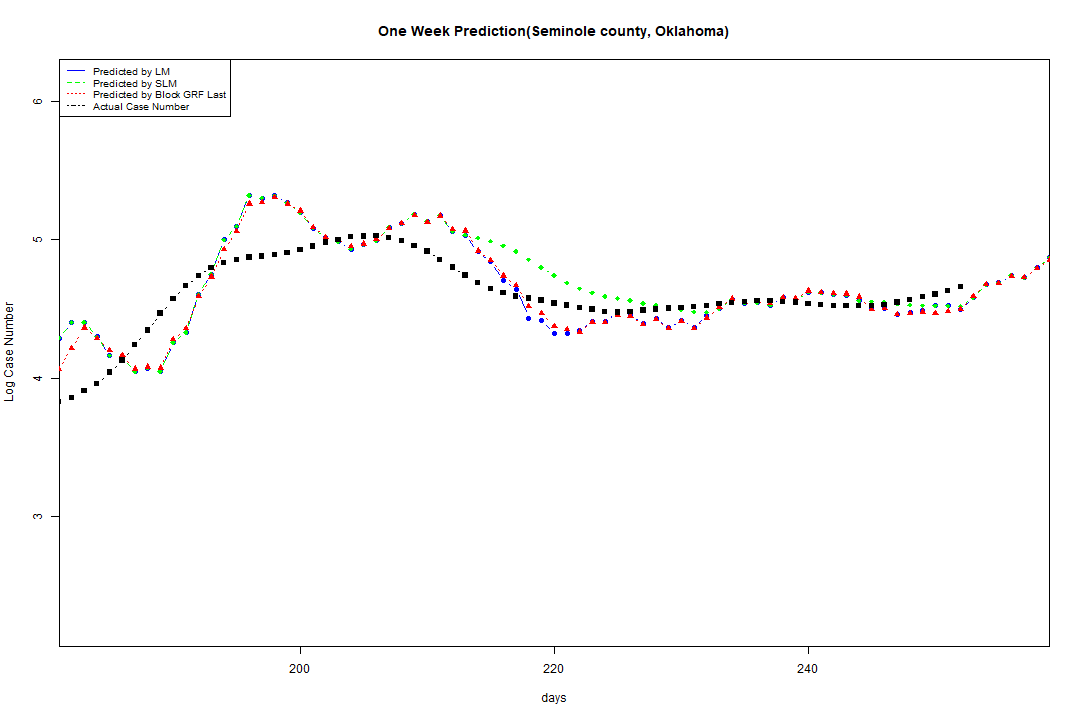 One Week Prediction(Seminole county, Oklahoma)
Predicted by LM
Predicted by SLM
Predicted by Block GRF Last
Actual Case Number
6
5
4
3
Log Case Number
200 220 240
days